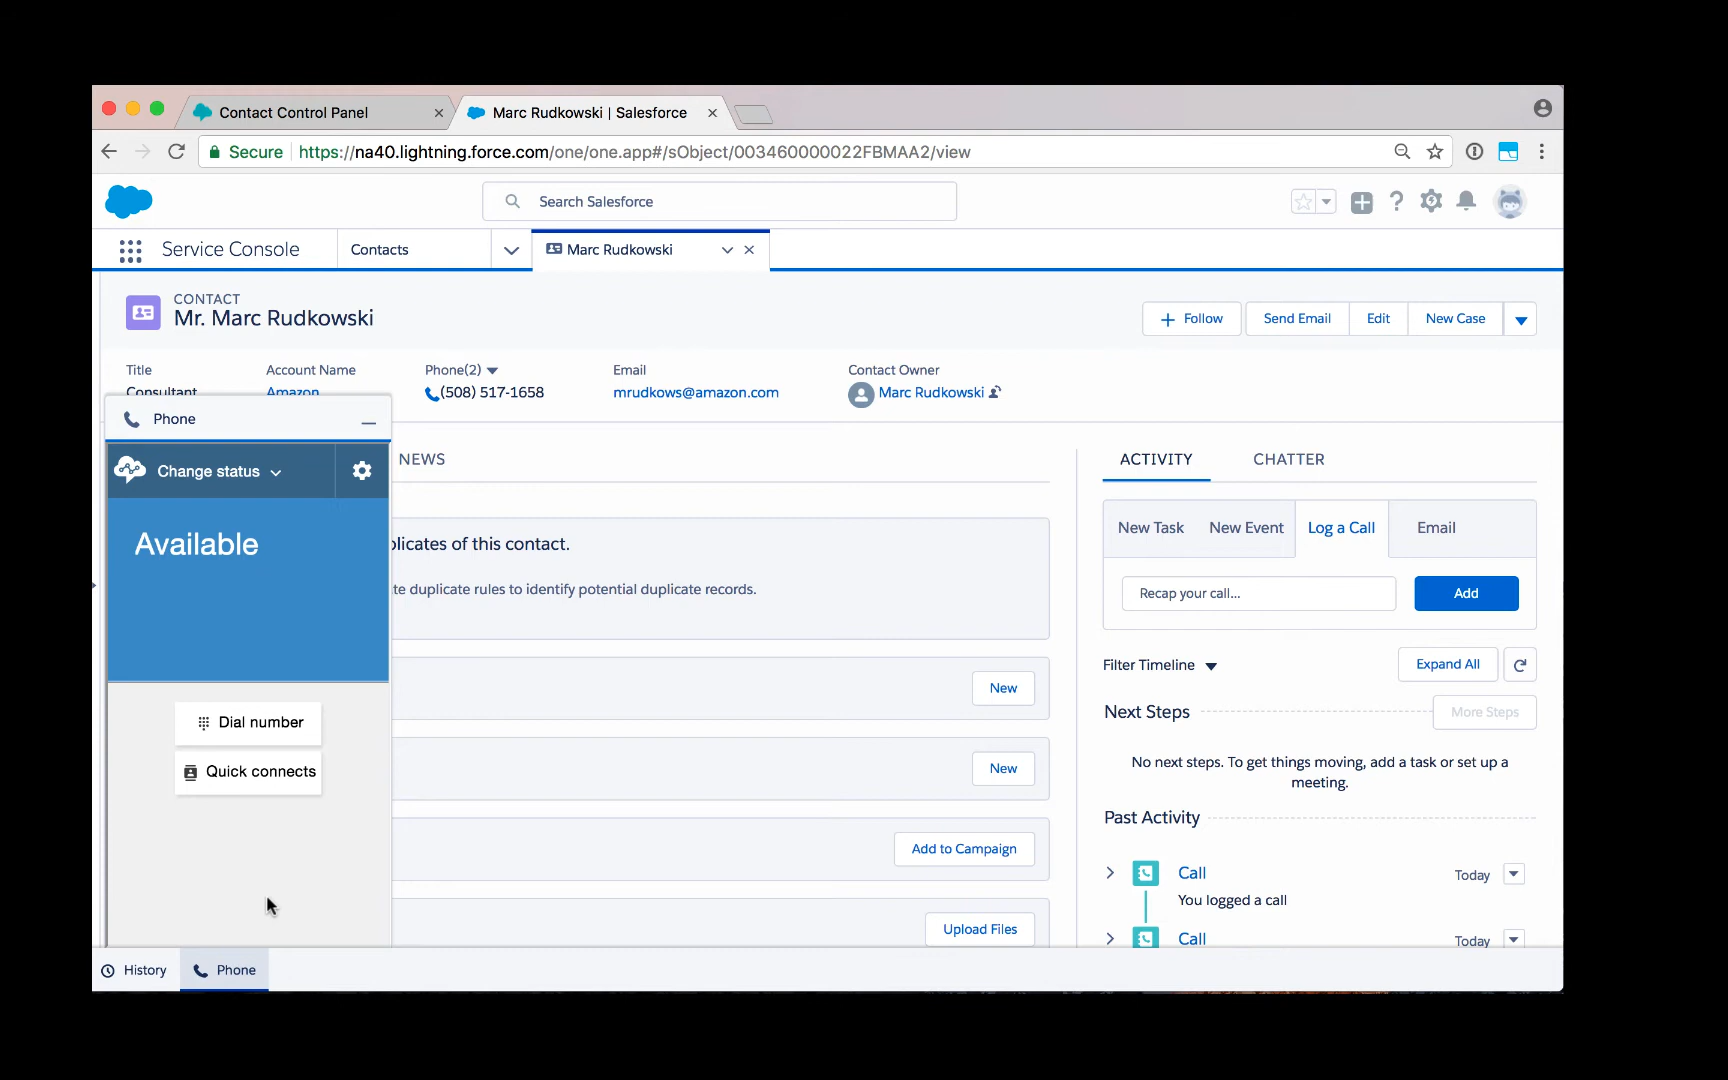 Contact Control Panel
Marc Rudkowski | Salesforce
Secure
https://na40.lightning.force.com/one/one.app#/sObject/003460000022FBMAA2/view
Search Salesforce
Service Console
Contacts
Marc Rudkowski
CONTACT
Mr. Marc Rudkowski
Follow
Send Email
Edit
New Case
Title
Account Name
Phone(2)
Email
Contact Owner
Consultant
Amazon
(508) 517-1658
mrudkows@amazon.com
Marc Rudkowski
Phone
Change status
Available
Dial number
Quick connects
NEWS
plicates of this contact.
te duplicate rules to identify potential duplicate records.
New
New
Add to Campaign
Upload Files
ACTIVITY
CHATTER
New Task
New Event
Log a Call
Email
Recap your call...
Add
Filter Timeline
Expand All
Next Steps
More Steps
No next steps. To get things moving, add a task or set up a
meeting.
Past Activity
Call
Today
You logged a call
Call
Today
History
Phone